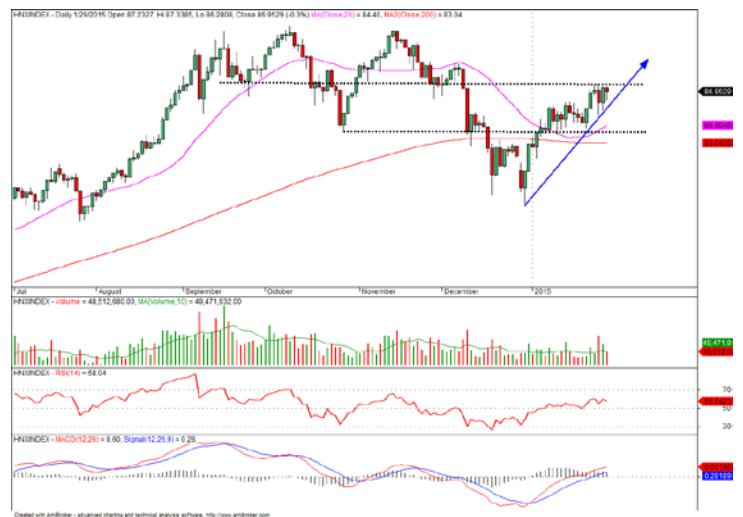 HNXINDEX - Daily 1/26/2015 Open 87.2327, Hi 87.3385, Lo 86.2808, Close 86.9529 (-0.3%) MA(Close,25) = 84.40, MA2(Close,200) = 83.04
86.9529
83.0438
Jul August September October November December 2015
HNXINDEX - Volume = 48,512,680.00, MA(Volume,10) = 49,471,932.00
HNXINDEX - RSI(14) = 58.04
70
50
30
HNXINDEX - MACD(12,26) = 0.60, Signal(12,26,9) = 0.28
Created with AmiBroker - advanced charting and technical analysis software. http://www.amibroker.com